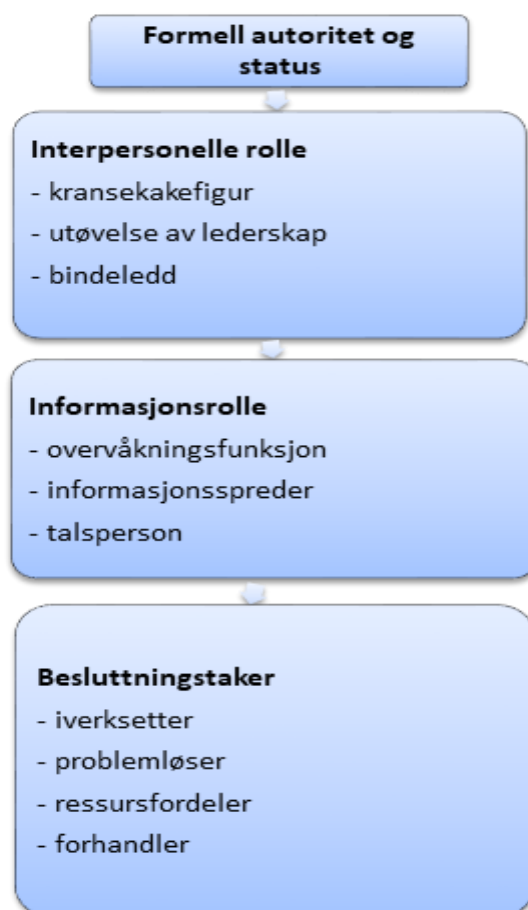 Formell autoritet og
status
Interpersonelle rolle
- kransekakefigur
- utøvelse av lederskap
- bindeledd
Informasjonsrolle
- overvåkningsfunksjon
- informasjonsspreder
- talsperson
Besluttningstaker
- iverksetter
- problemløser
- ressursfordeler
- forhandler